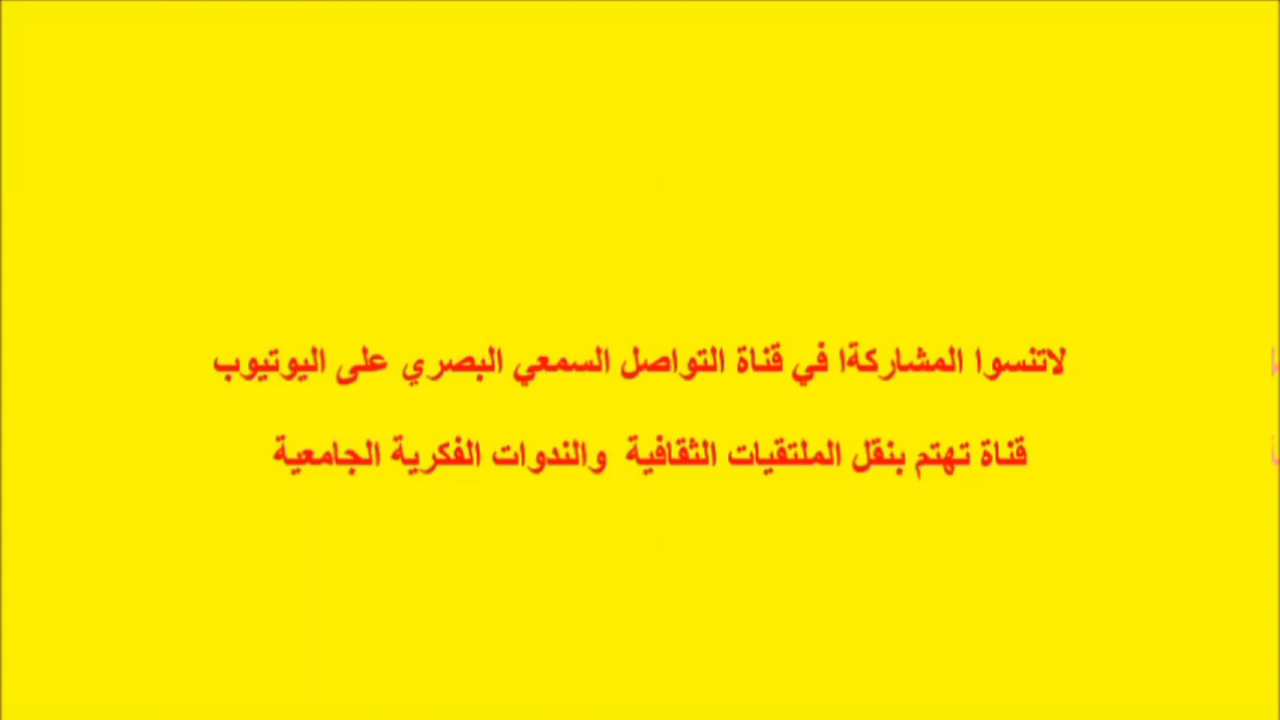 لاتنسوا المشاركةا في قناة التواصل السمعي البصري على اليوتيوب
قناة تهتم بنقل الملتقيات الثقافية والندوات الفكرية الجامعية